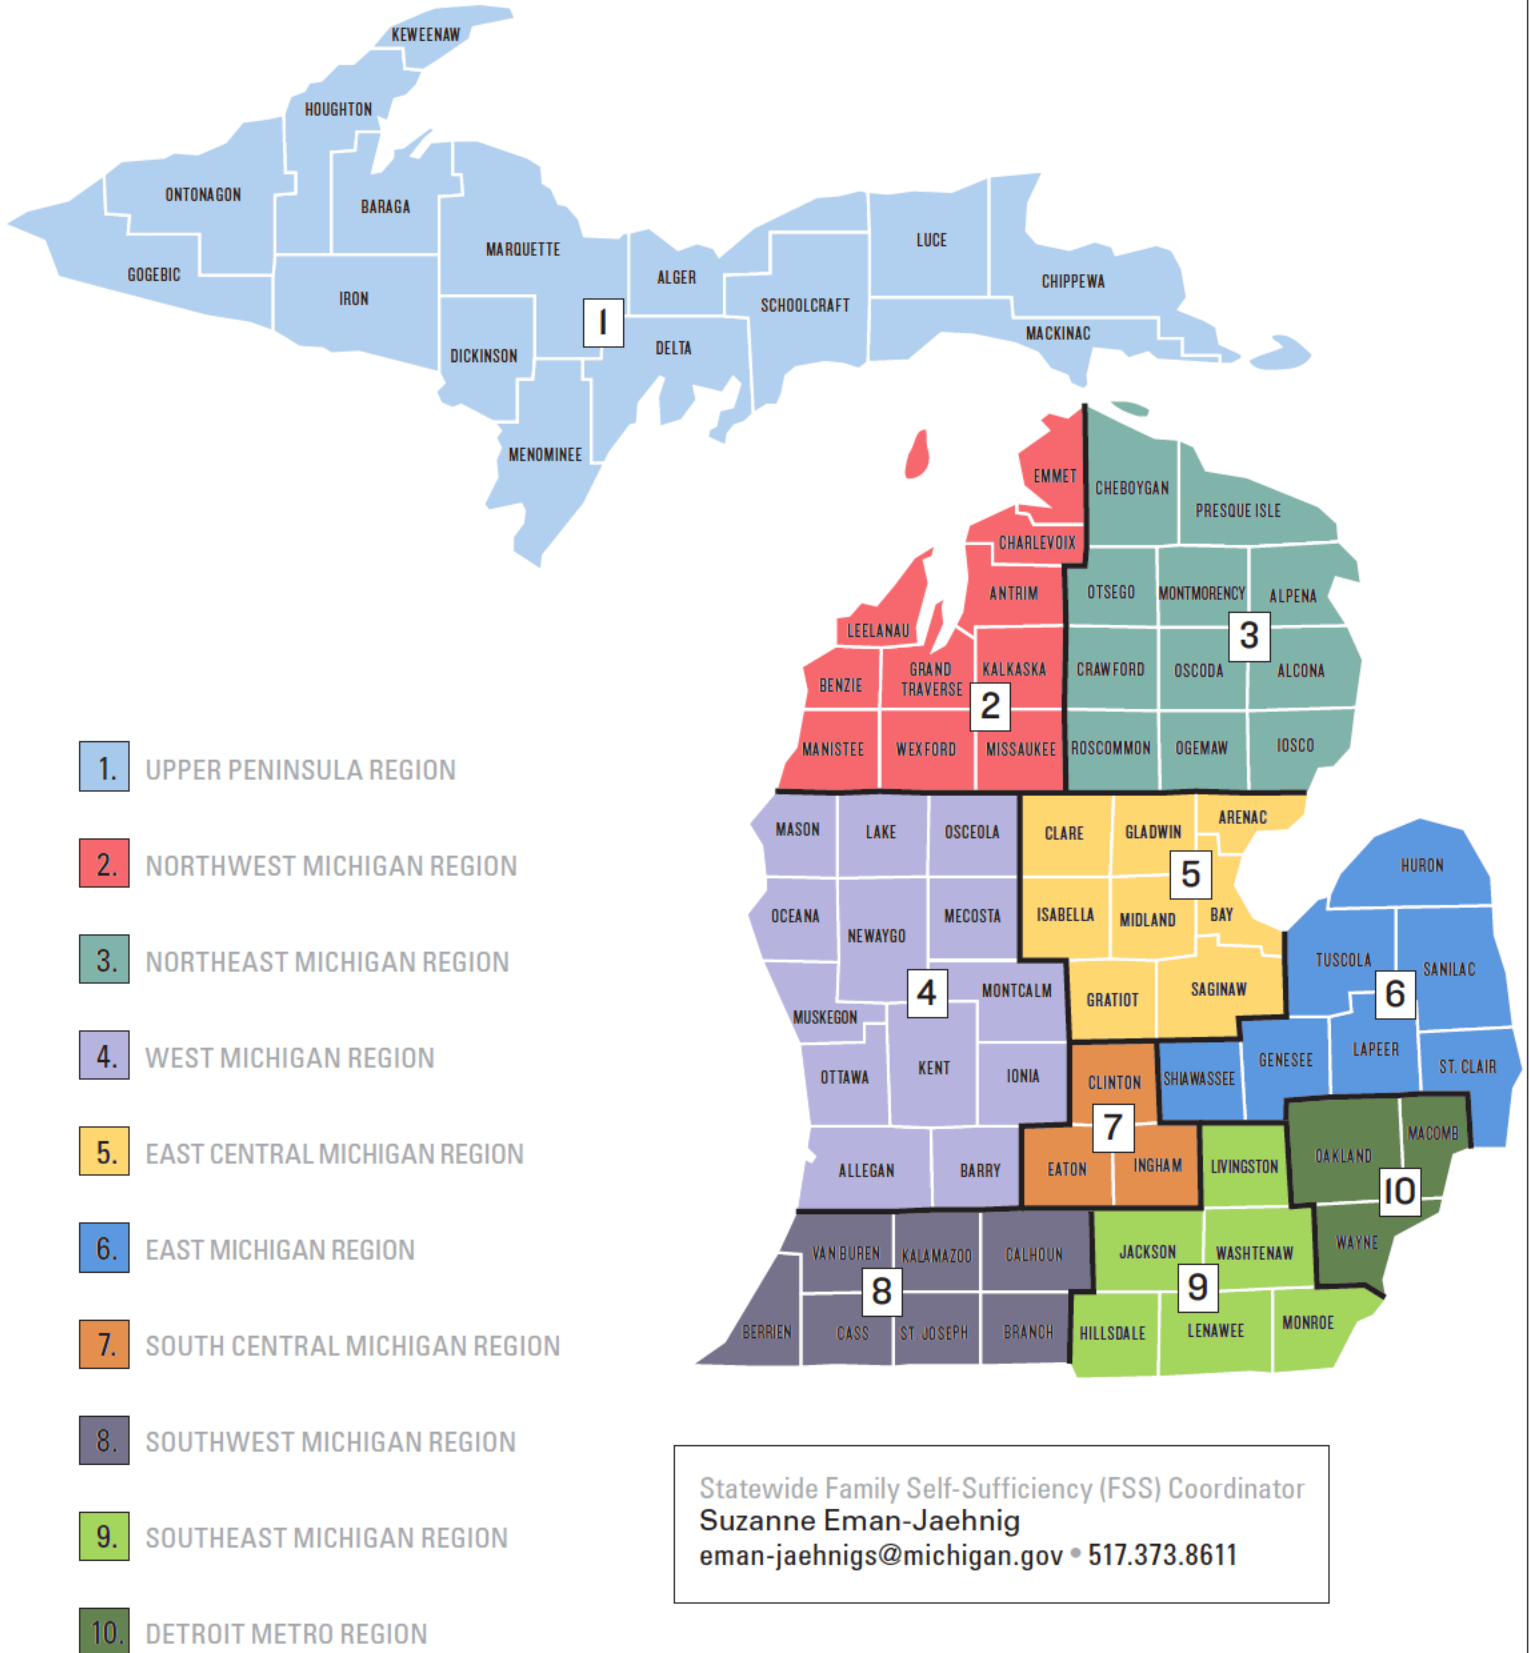 KEWEENAW
HOUGHTON
ONTONAGON
BARAGA
MARQUETTE
LUCE
GOGEBIC
ALGER
CHIPPEWA
IRON
SCHOOLCRAFT
1
MACKINAC
DICKINSON
DELTA
MENOMINEE
EMMET
CHEBOYGAN
PRESQUE ISLE
CHARLEVOIX
ANTRIM
OTSEGO
MONTMORENCY
ALPENA
LEELANAU
3
BENZIE
GRAND
TRAVERSE
KALKASKA
CRAWFORD
OSCODA
ALCONA
2
MANISTEE
WEXFORD
MISSAUKEE
ROSCOMMON
OGEMAW
IOSCO
MASON
LAKE
OSCEOLA
CLARE
GLADWIN
ARENAC
5
HURON
OCEANA
NEWAYGO
MECOSTA
ISABELLA
MIDLAND
BAY
TUSCOLA
SANILAC
4
MONTCALM
GRATIOT
SAGINAW
6
MUSKEGON
OTTAWA
KENT
IONIA
CLINTON
SHIAWASSEE
GENESEE
LAPEER
ST. CLAIR
7
ALLEGAN
BARRY
EATON
INGHAM
LIVINGSTON
OAKLAND
MACOMB
10
VAN BUREN
KALAMAZOO
CALHOUN
JACKSON
WASHTENAW
WAYNE
8
9
BERRIEN
CASS
ST. JOSEPH
BRANCH
HILLSDALE
LENAWEE
MONROE
1. UPPER PENINSULA REGION
2. NORTHWEST MICHIGAN REGION
3. NORTHEAST MICHIGAN REGION
4. WEST MICHIGAN REGION
5. EAST CENTRAL MICHIGAN REGION
6. EAST MICHIGAN REGION
7. SOUTH CENTRAL MICHIGAN REGION
8. SOUTHWEST MICHIGAN REGION
9. SOUTHEAST MICHIGAN REGION
10. DETROIT METRO REGION
Statewide Family Self-Sufficiency (FSS) Coordinator
Suzanne Eman-Jaehnig
eman-jaehnigs@michigan.gov • 517.373.8611